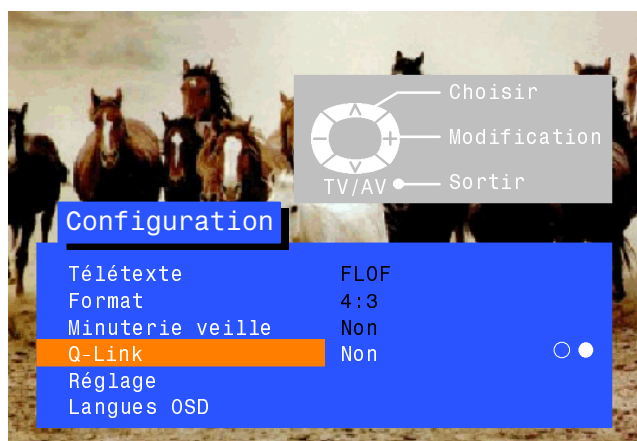 Choisir
Modification
TV/AV Sortir
Configuration
Télétexte FLOF
Format 4:3
Minuterie veille Non
Q-Link Non
Réglage
Langues OSD